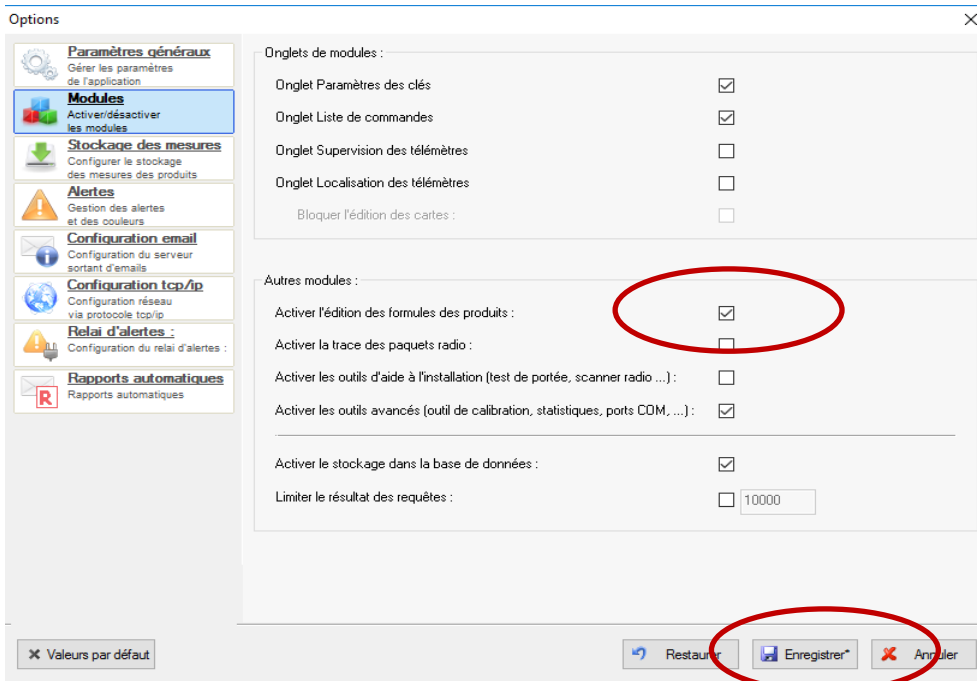 Options
Paramètres généraux
Gérer les paramètres
de l'application
Modules
Activer/désactiver
les modules
Stockage des mesures
Configurer le stockage
des mesures des produits
Alertes
Gestion des alertes
et des couleurs
Configuration email
Configuration du serveur
sortant d'emails
Configuration tcp/ip
Configuration réseau
via protocole tcp/ip
Relai d'alertes :
Configuration du relai d'alertes :
Rapports automatiques
Rapports automatiques
R
Onglets de modules :
Onglet Paramètres des clés
Onglet Liste de commandes
Onglet Supervision des télémètres
Onglet Localisation des télémètres
Bloquer l'édition des cartes :
Autres modules :
Activer l'édition des formules des produits :
Activer la trace des paquets radio :
Activer les outils d'aide à l'installation (test de portée, scanner radio ...) :
Activer les outils avancés (outil de calibration, statistiques, ports COM, ...) :
Activer le stockage dans la base de données :
Limiter le résultat des requêtes :
10000
Valeurs par défaut
Restaurer
Enregistrer*
Annuler